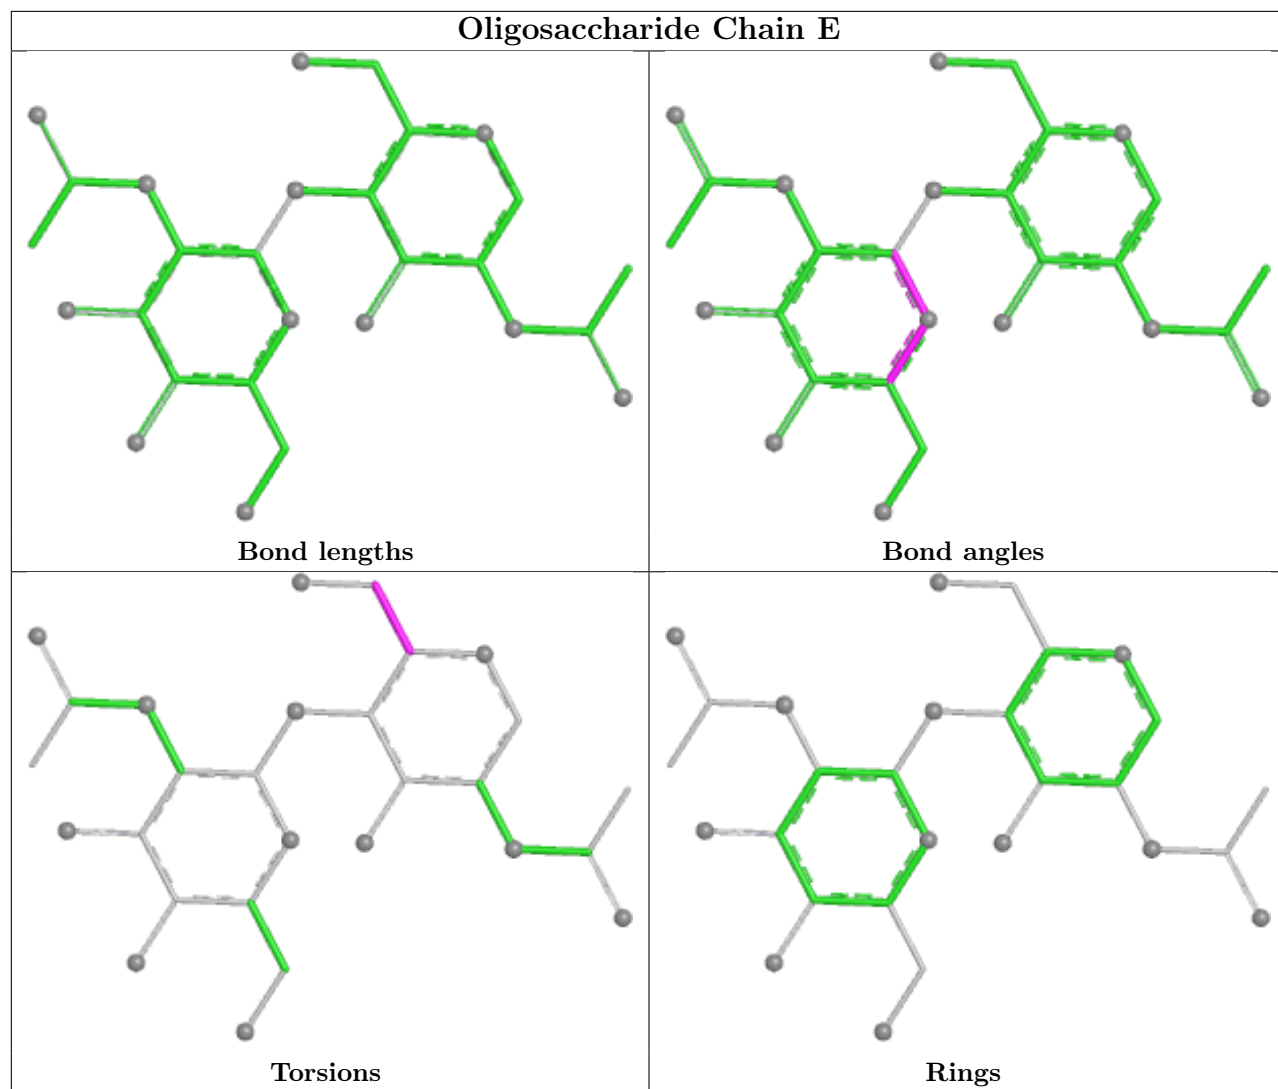 Oligosaccharide Chain E
Bond lengths
Bond angles
Torsions
Rings